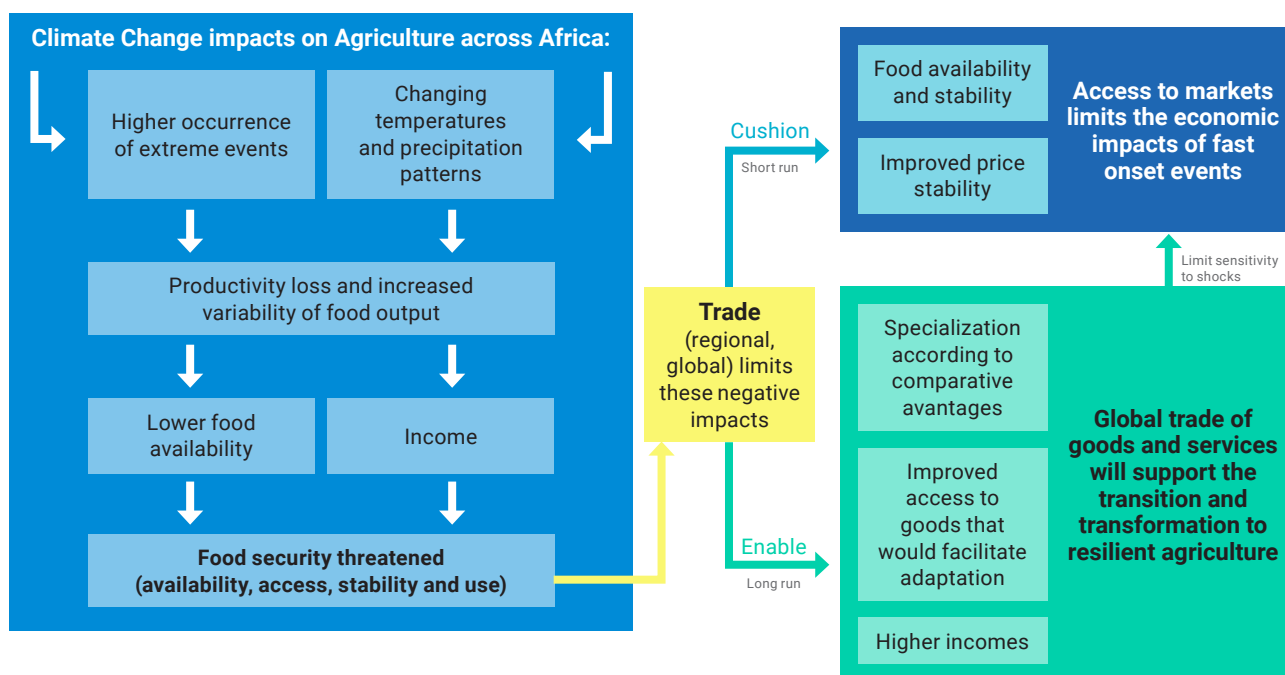 Climate Change impacts on Agriculture across Africa:
Higher occurrence
of extreme events
Changing
temperatures
and precipitation
patterns
Productivity loss and increased
variability of food output
Lower food
availability
Income
Food security threatened
(availability, access, stability and use)
Trade
(regional,
global) limits
these negative
impacts
Cushion
Short run
Enable
Long run
Food availability
and stability
Improved price
stability
Access to markets
limits the economic
impacts of fast
onset events
Limit sensitivity
to shocks
Specialization
according to
comparative
avantages
Improved
access to
goods that
would facilitate
adaptation
Higher incomes
Global trade of
goods and services
will support the
transition and
transformation to
resilient agriculture